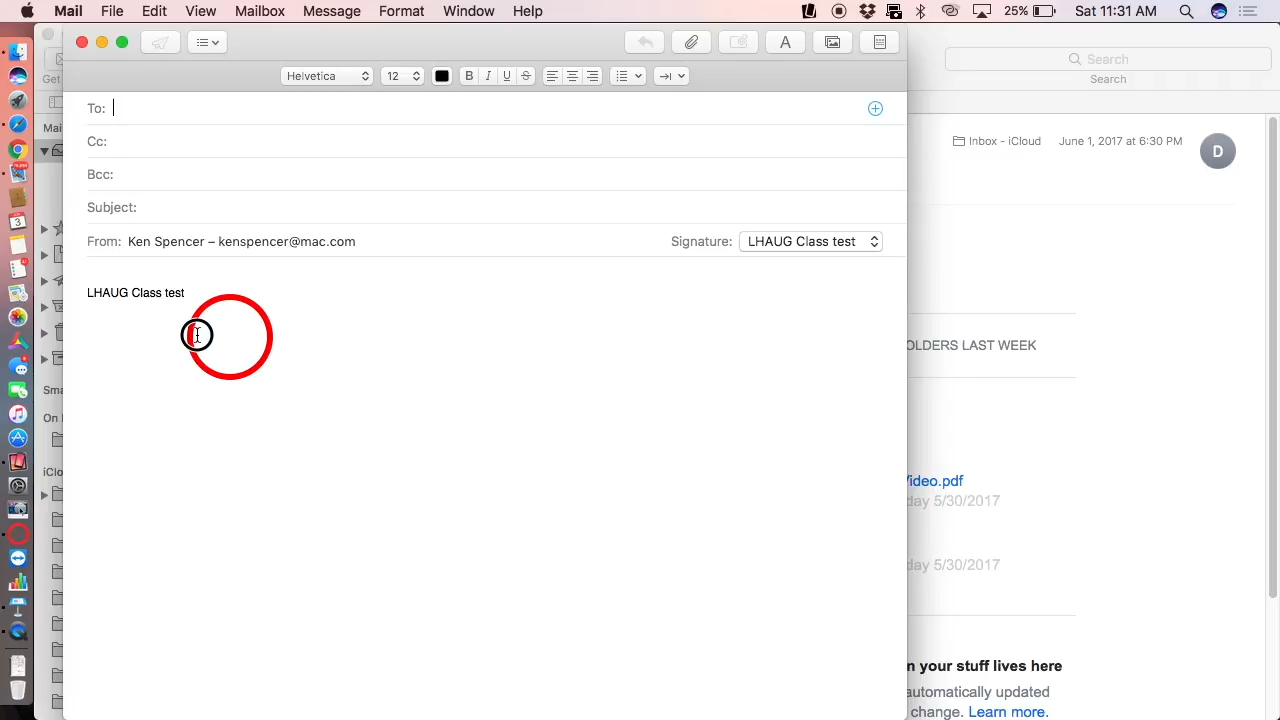 Mail File Edit View Mailbox Message Format Window Help 25% Sat 11:31 AM
Get
Search
Search
Helvetica 12 B I U S
To:
Cc:
Bcc:
Subject:
From: Ken Spencer – kenspencer@mac.com Signature: LHAUG Class test
LHAUG Class test
Mai
Sma
On
iClo
3
Inbox - iCloud June 1, 2017 at 6:30 PM D
OLDERS LAST WEEK
Video.pdf
day 5/30/2017
day 5/30/2017
n your stuff lives here
automatically updated
change. Learn more.